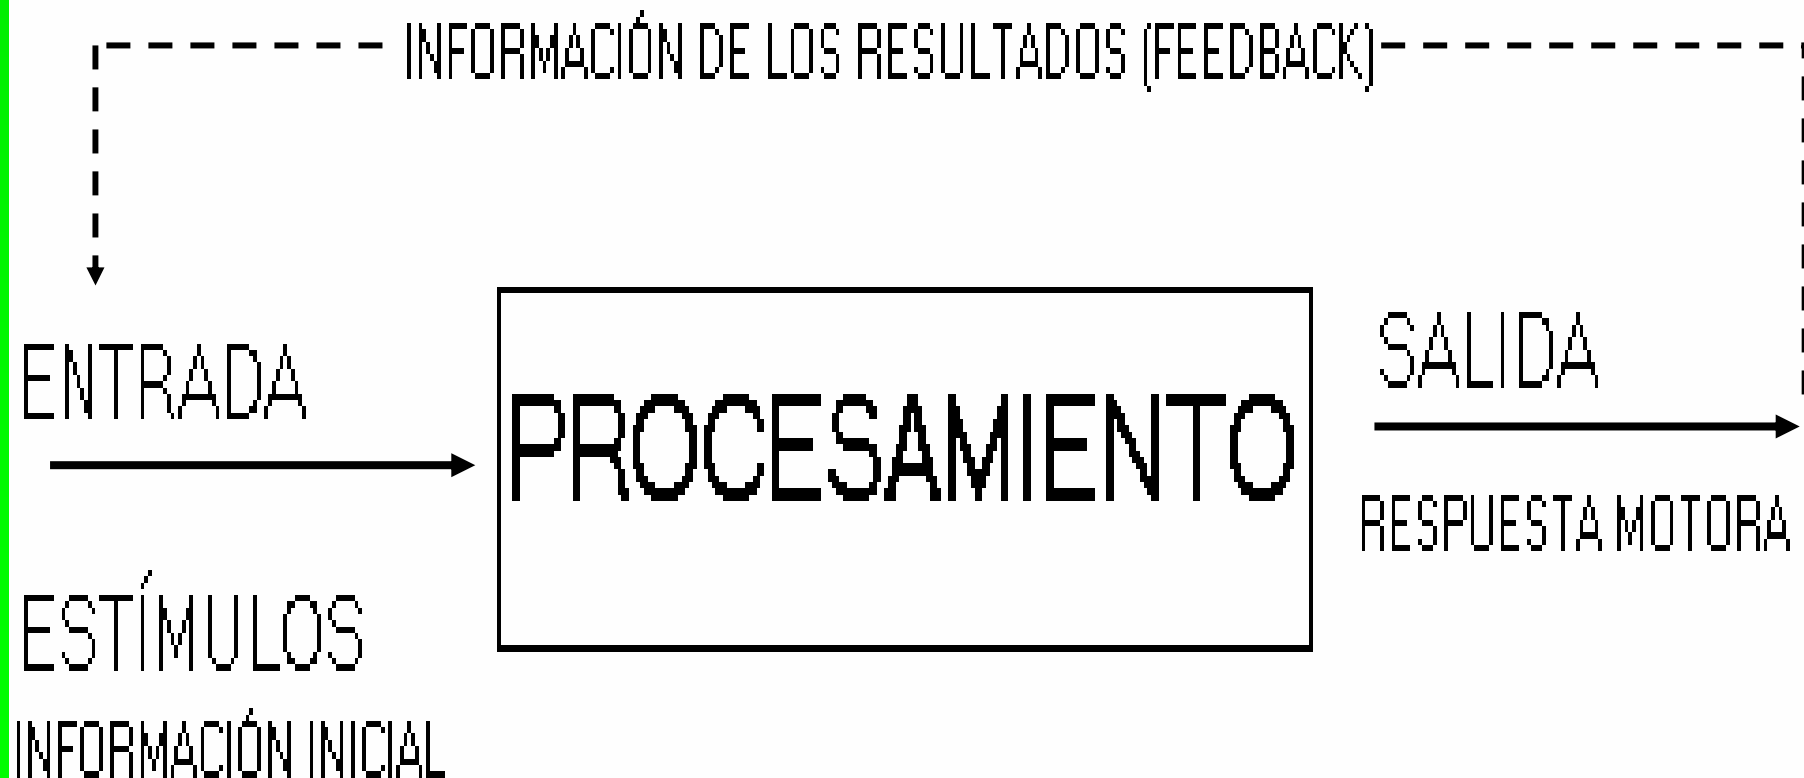 INFORMACIÓN DE LOS RESULTADOS (FEEDBACK)
ENTRADA
PROCESAMIENTO
SALIDA
RESPUESTA MOTORA
ESTÍMULOS
INFORMACIÓN INICIAL